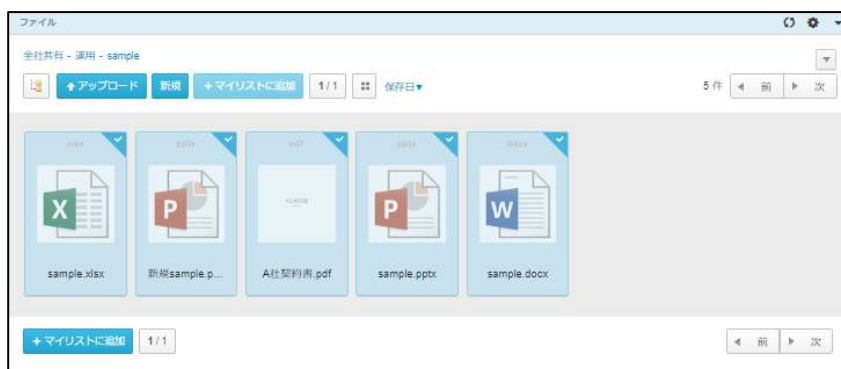 ファイル
全社共有 - 運用 - sample
アップロード 新規 +マイリストに追加 1/1 保存日▼ 5 件 前 次
xlsx pptx pdf pptx docx
X P P W
sample.xlsx 新規sample.p... A社契約書.pdf sample.pptx sample.docx
+マイリストに追加 1/1 前 次